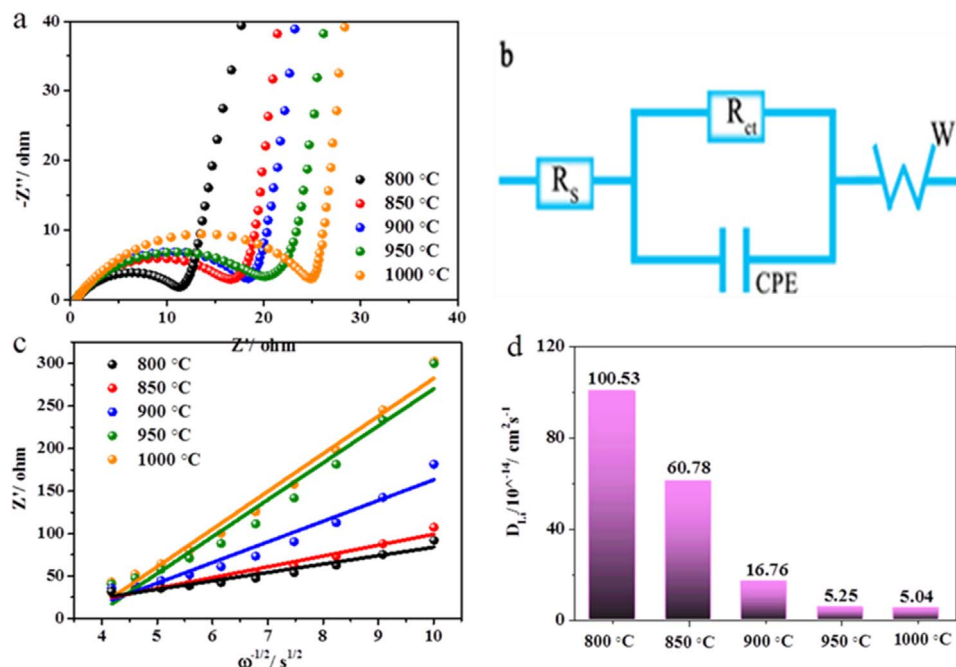 a
40
30
20
10
0
-Z''/ ohm
800 °C
850 °C
900 °C
950 °C
1000 °C
0
10
20
30
40
Z'/ ohm
b
R_S
R_ct
CPE
W
c
300
250
200
150
100
50
0
Z'/ ohm
800 °C
850 °C
900 °C
950 °C
1000 °C
4
5
6
7
8
9
10
ω^-1/2/ s^1/2
d
120
80
40
0
D_Li/10^-14/ cm²s⁻¹
100.53
60.78
16.76
5.25
5.04
800 °C
850 °C
900 °C
950 °C
1000 °C